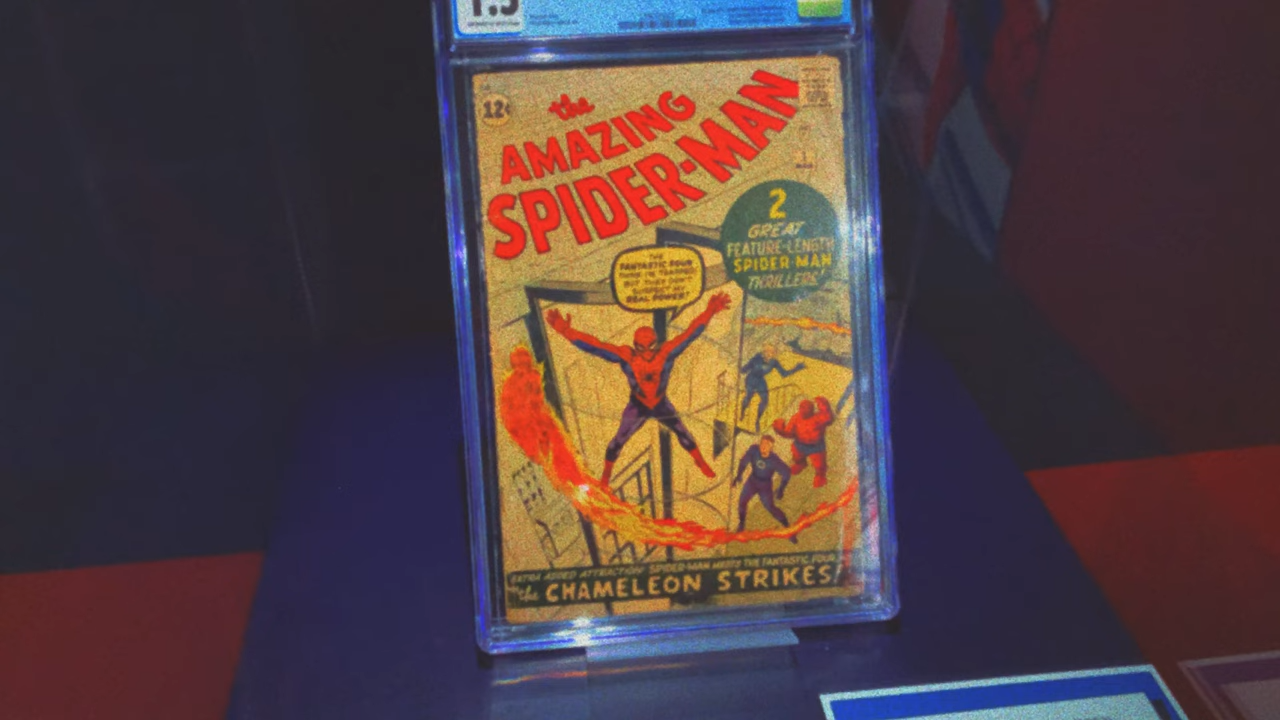 1.5
12¢
the
AMAZING
SPIDER-MAN
1
2
GREAT
FEATURE-LENGTH
SPIDER-MAN
THRILLERS!
THE
FANTASTIC FOUR
THINK I'M TRAPPED!
BUT THEY DON'T
SUSPECT MY
REAL POWER!
EXTRA ADDED ATTRACTION! SPIDER-MAN MEETS THE FANTASTIC FOUR
"the CHAMELEON STRIKES!"